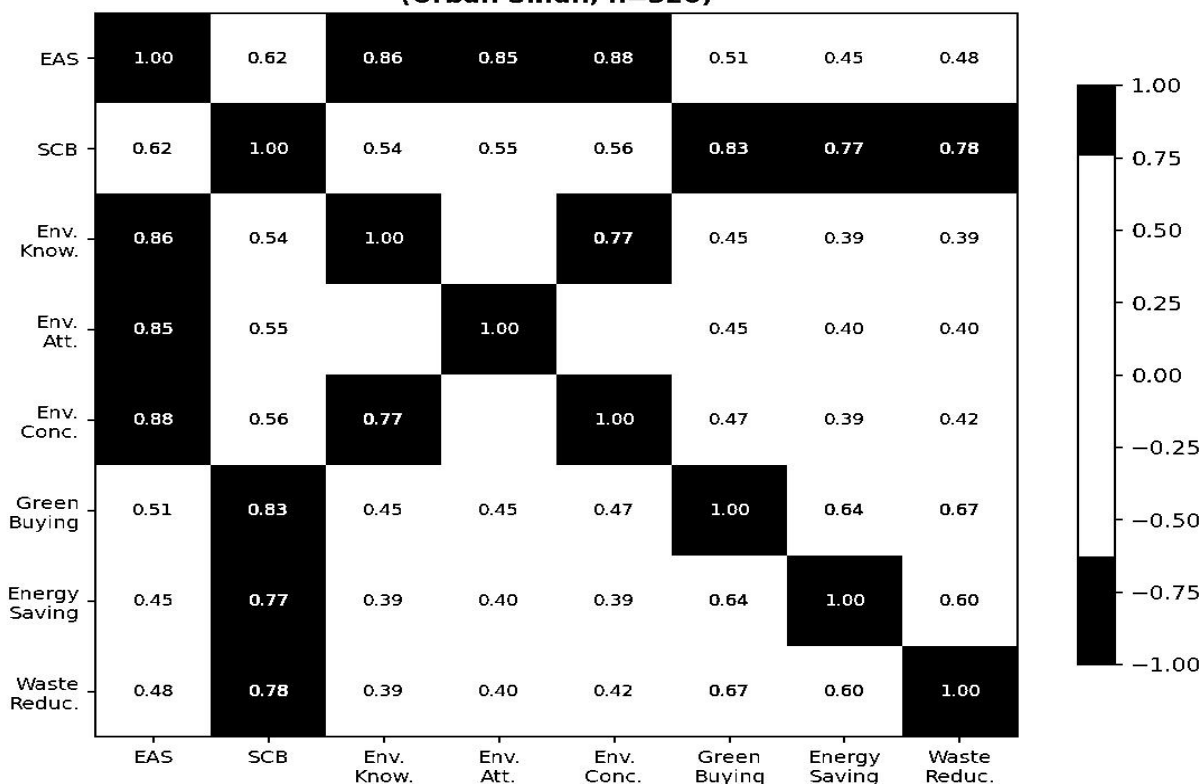 EAS 1.00 0.62 0.86 0.85 0.88 0.51 0.45 0.48
SCB 0.62 1.00 0.54 0.55 0.56 0.83 0.77 0.78
Env.
Know. 0.86 0.54 1.00 0.77 0.45 0.39 0.39
Env.
Att. 0.85 0.55 1.00 0.45 0.40 0.40
Env.
Conc. 0.88 0.56 0.77 1.00 0.47 0.39 0.42
Green
Buying 0.51 0.83 0.45 0.45 0.47 1.00 0.64 0.67
Energy
Saving 0.45 0.77 0.39 0.40 0.39 0.64 1.00 0.60
Waste
Reduc. 0.48 0.78 0.39 0.40 0.42 0.67 0.60 1.00
EAS SCB Env. Env. Env. Green Energy Waste
Know. Att. Conc. Buying Saving Reduc.
1.00
0.75
0.50
0.25
0.00
−0.25
−0.50
−0.75
−1.00